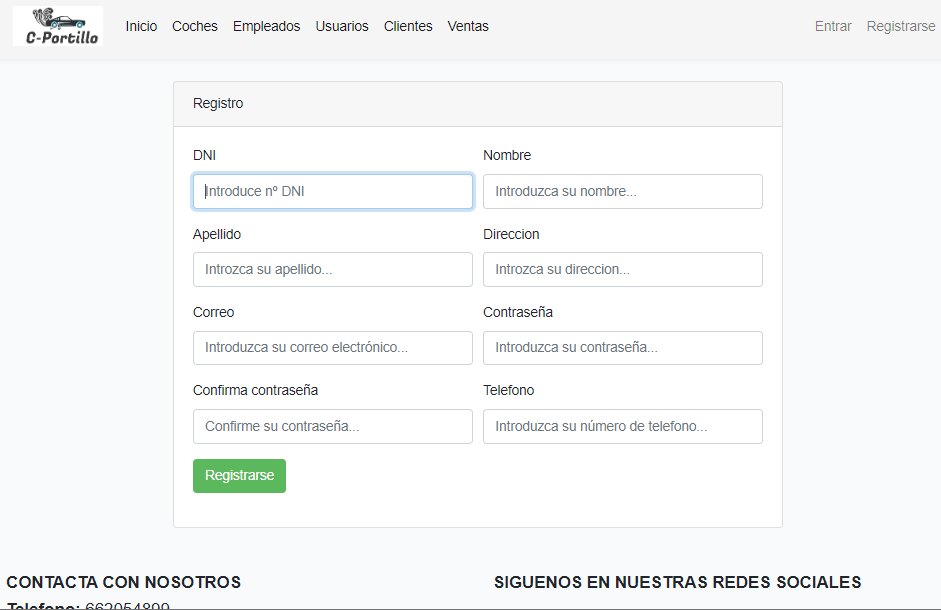 C-Portillo
Inicio Coches Empleados Usuarios Clientes Ventas Entrar Registrarse
Registro
DNI Nombre
Introduce nº DNI Introduzca su nombre...
Apellido Direccion
Introzca su apellido... Introzca su direccion...
Correo Contraseña
Introduzca su correo electrónico... Introduzca su contraseña...
Confirma contraseña Telefono
Confirme su contraseña... Introduzca su número de telefono...
Registrarse
CONTACTA CON NOSOTROS SIGUENOS EN NUESTRAS REDES SOCIALES
Telefono: 662054899